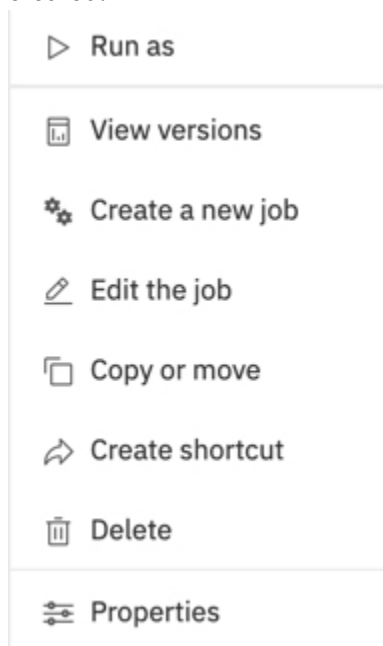 Run as
View versions
Create a new job
Edit the job
Copy or move
Create shortcut
Delete
Properties